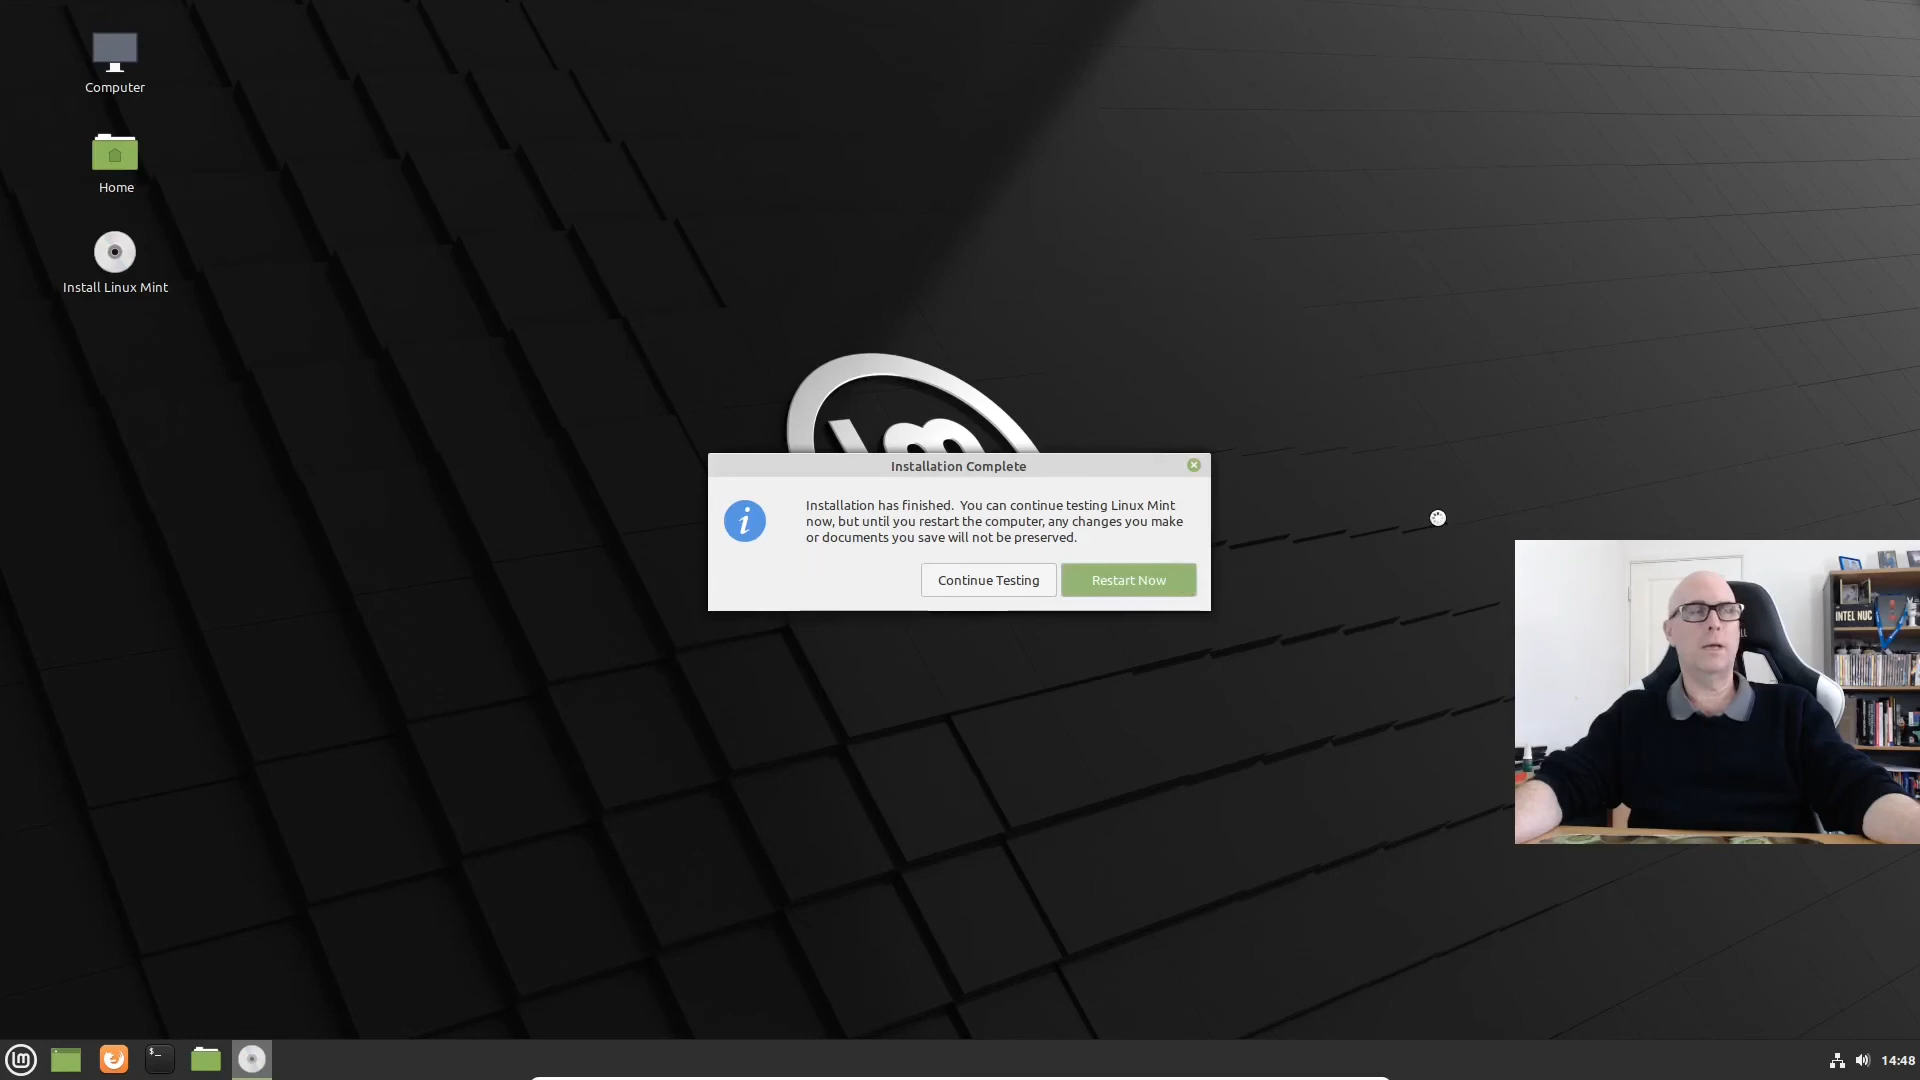 Computer
Home
Install Linux Mint
Installation Complete
Installation has finished.  You can continue testing Linux Mint
now, but until you restart the computer, any changes you make
or documents you save will not be preserved.
Continue Testing
Restart Now
INTEL NUC
lm
$_
14:48